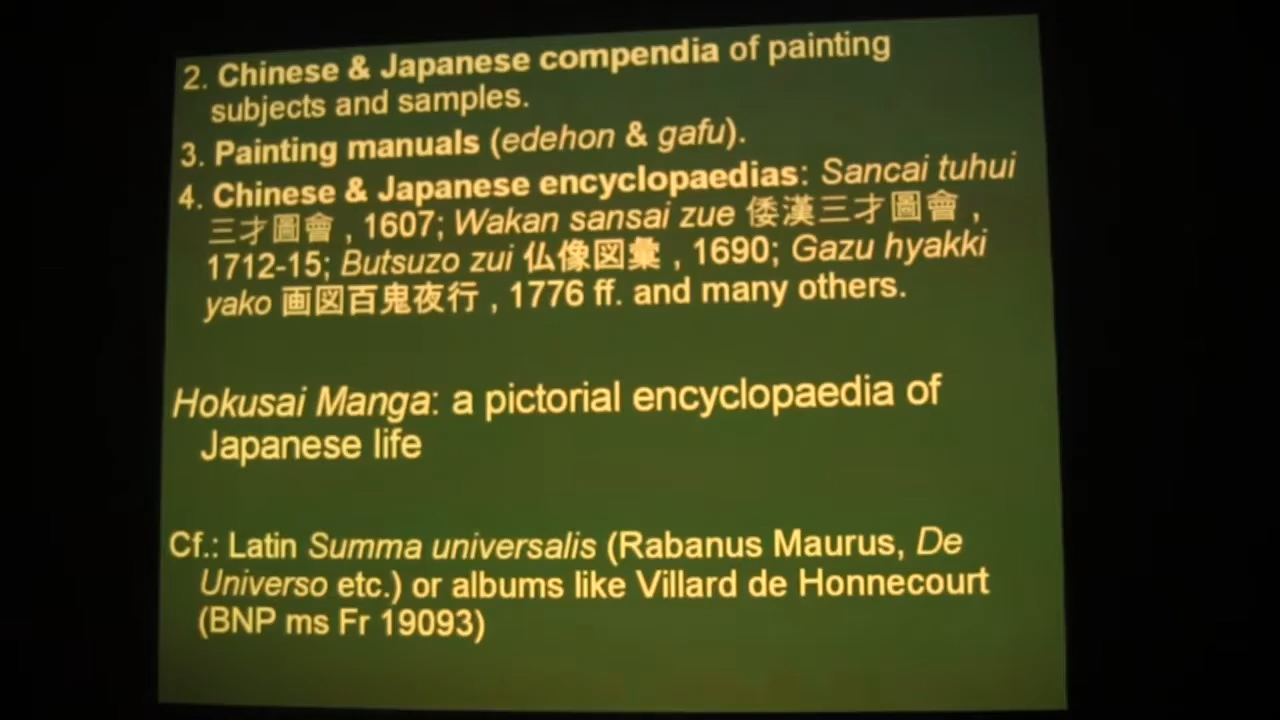 2. Chinese & Japanese compendia of painting
subjects and samples.
3. Painting manuals (edehon & gafu).
4. Chinese & Japanese encyclopaedias: Sancai tuhui
三才圖會 , 1607; Wakan sansai zue 倭漢三才圖會 ,
1712-15; Butsuzo zui 仏像図彙 , 1690; Gazu hyakki
yako 画図百鬼夜行 , 1776 ff. and many others.
Hokusai Manga: a pictorial encyclopaedia of
Japanese life
Cf.: Latin Summa universalis (Rabanus Maurus, De
Universo etc.) or albums like Villard de Honnecourt
(BNP ms Fr 19093)